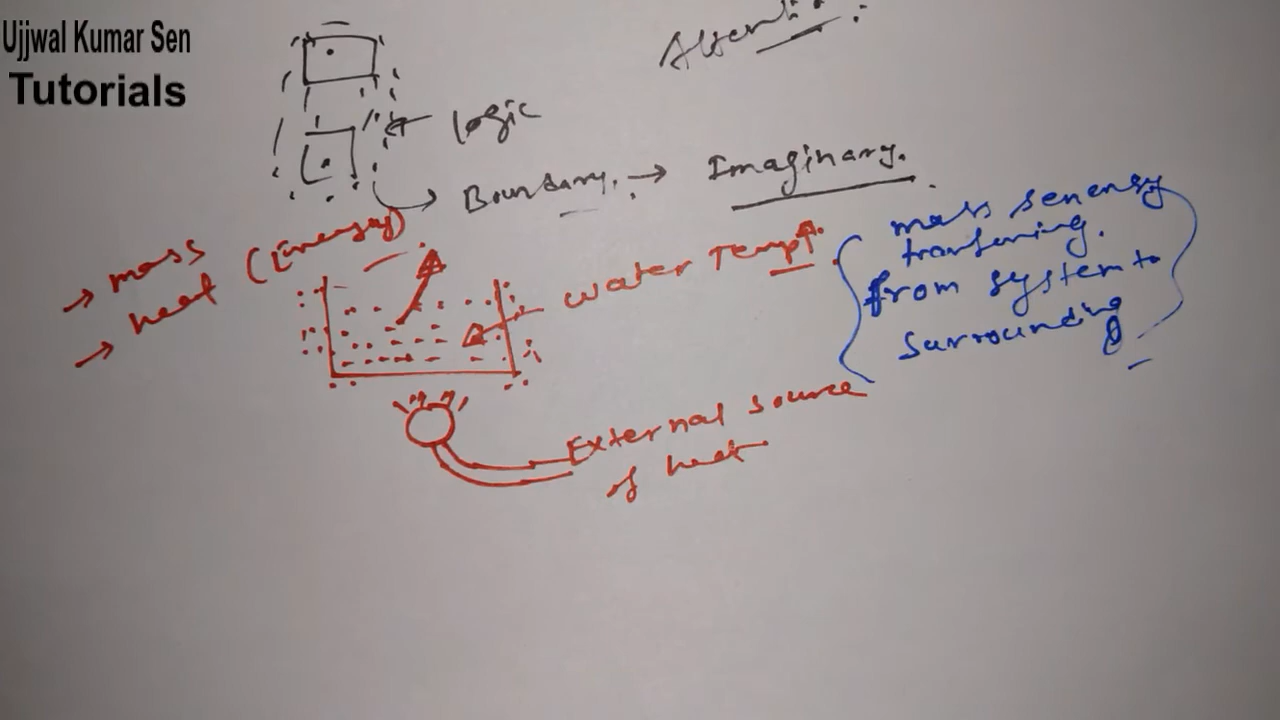 Ujjwal Kumar Sen
Tutorials
Logic
Boundary. → Imaginary.
→ mass
→ heat (Energy)
water Temp↑.
mass & energy
transfering.
from system to
surrounding
External source
of heat